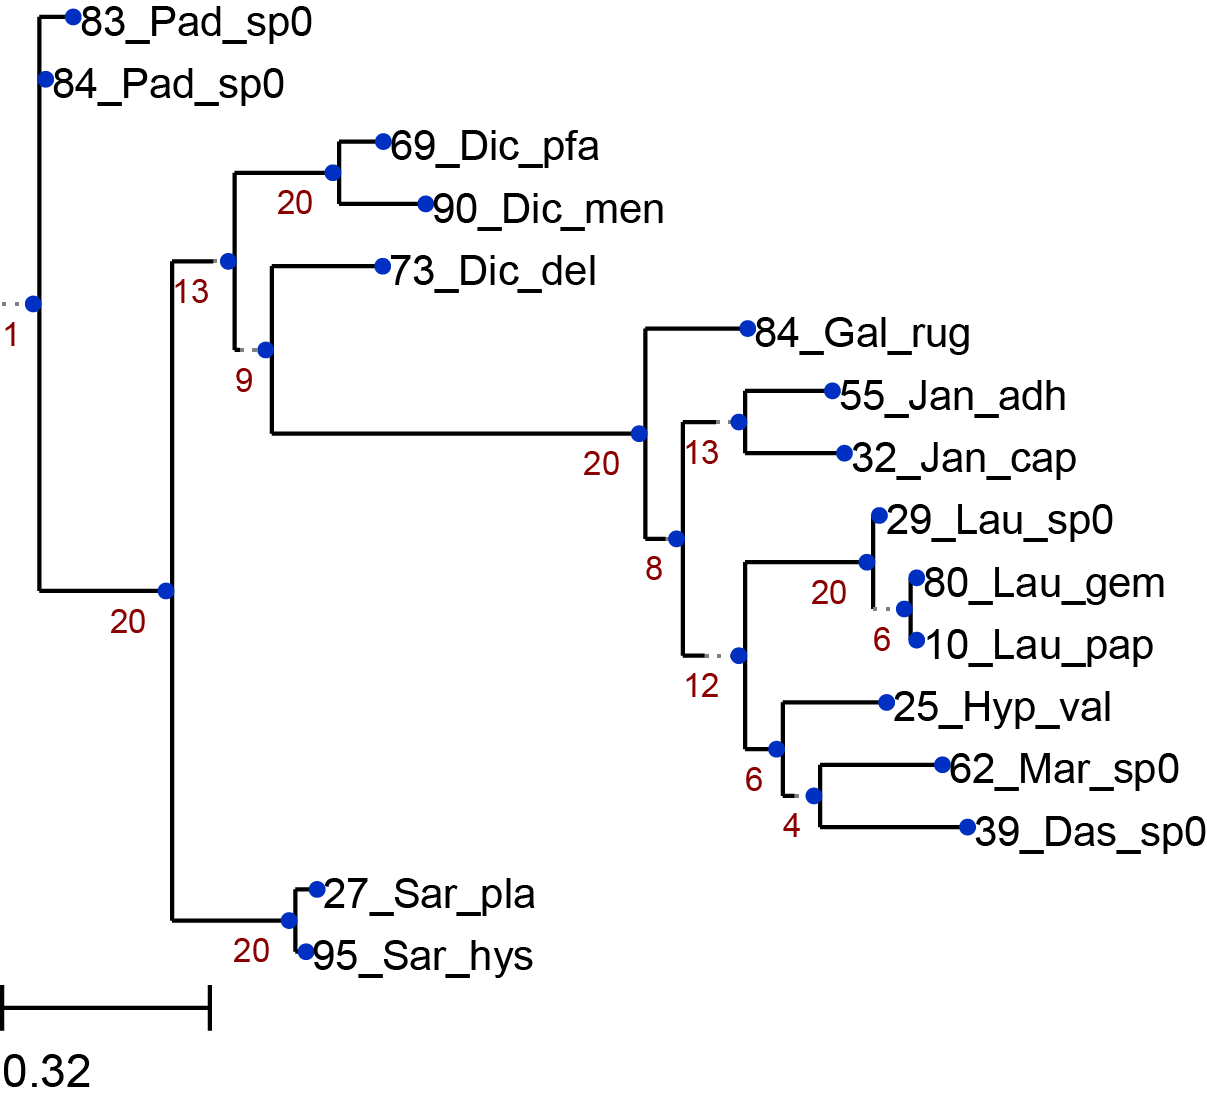 83_Pad_sp0
84_Pad_sp0
69_Dic_pfa
20
90_Dic_men
73_Dic_del
13
1
84_Gal_rug
9
55_Jan_adh
13
32_Jan_cap
20
29_Lau_sp0
8
80_Lau_gem
20
20
6
10_Lau_pap
12
25_Hyp_val
6
62_Mar_sp0
4
39_Das_sp0
27_Sar_pla
20
95_Sar_hys
0.32